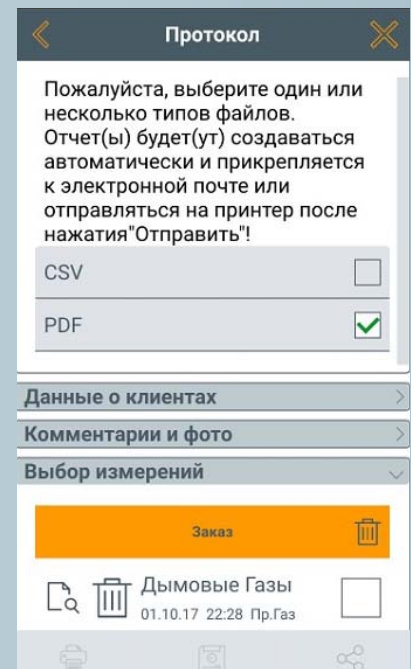 Протокол
Пожалуйста, выберите один или
несколько типов файлов.
Отчет(ы) будет(ут) создаваться
автоматически и прикрепляется
к электронной почте или
отправляться на принтер после
нажатия"Отправить"!
CSV
PDF
Данные о клиентах
Комментарии и фото
Выбор измерений
Заказ
Дымовые Газы
01.10.17 22:28 Пр.Газ